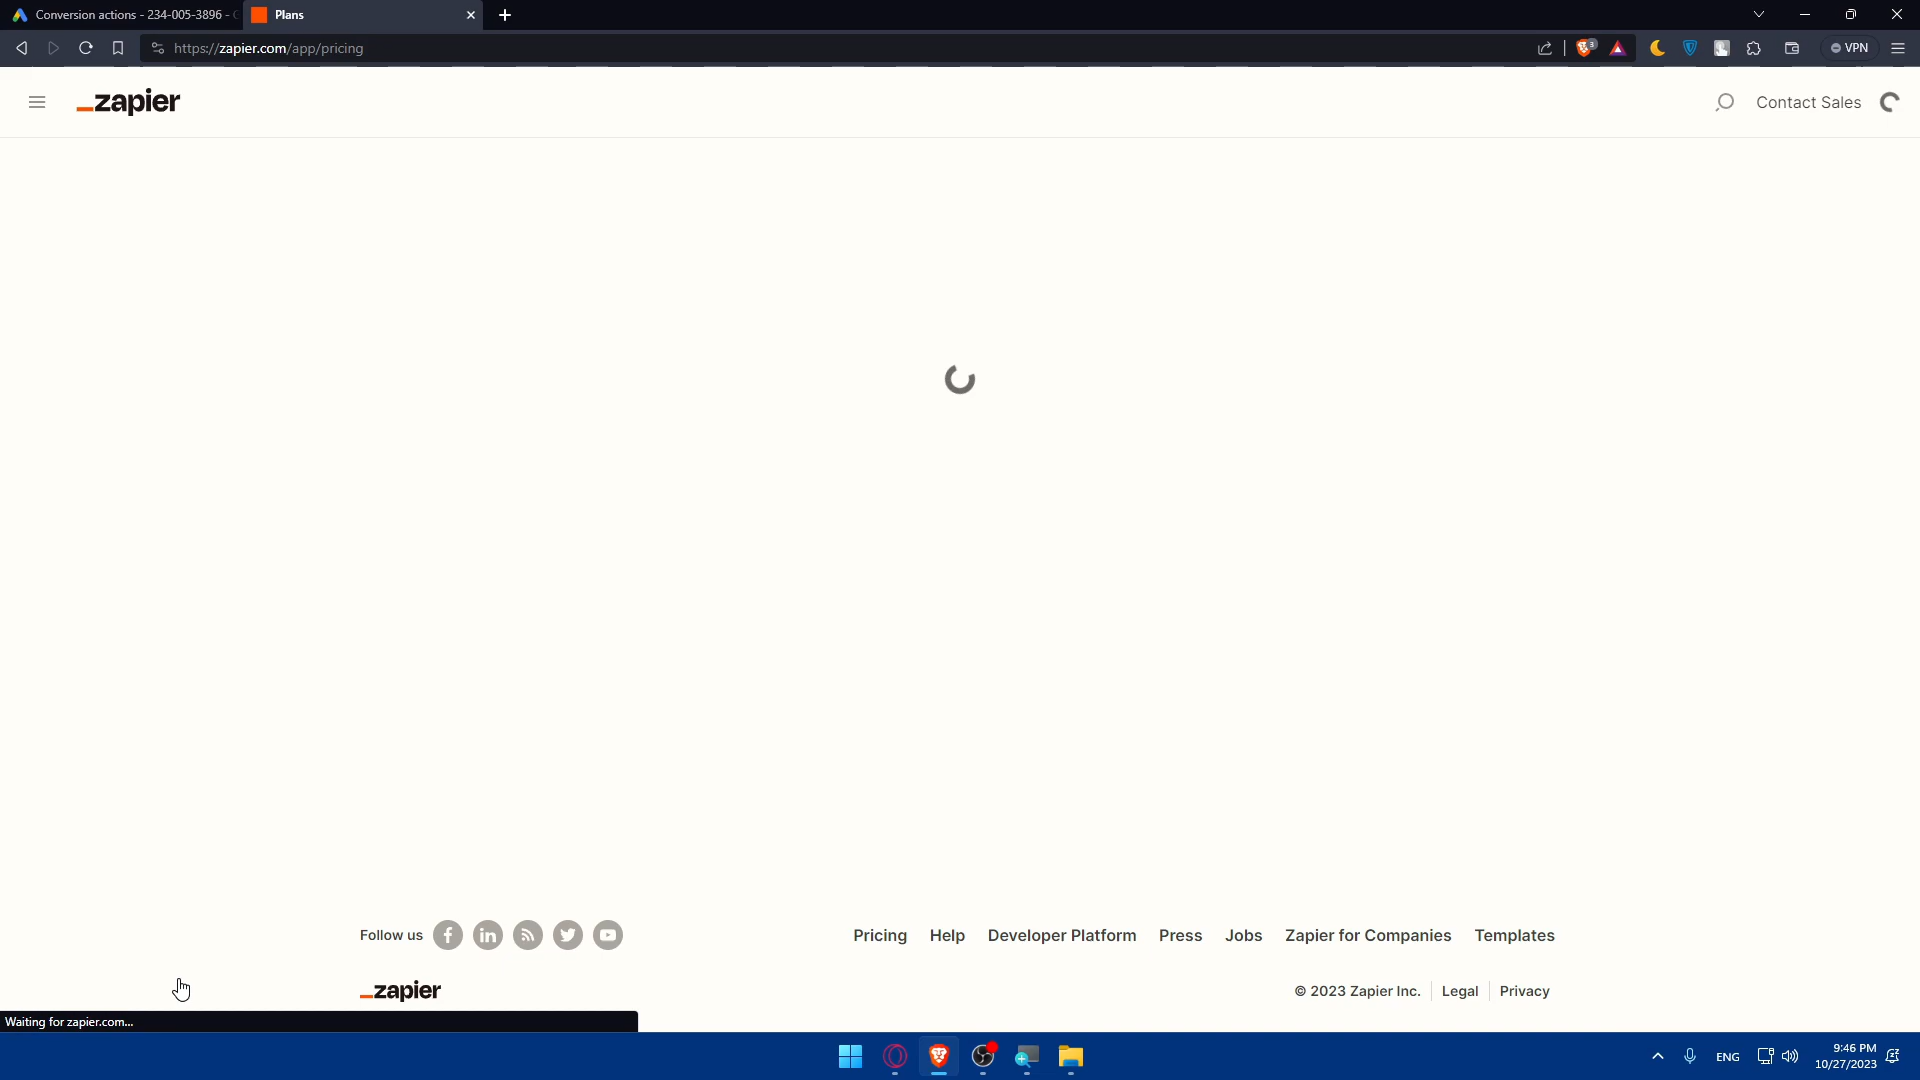 Conversion actions - 234-005-3896 -
Plans
https://zapier.com/app/pricing
3
VPN
zapier
Contact Sales
Follow us
Pricing Help Developer Platform Press Jobs Zapier for Companies Templates
zapier
© 2023 Zapier Inc. Legal Privacy
Waiting for zapier.com...
ENG
9:46 PM
10/27/2023